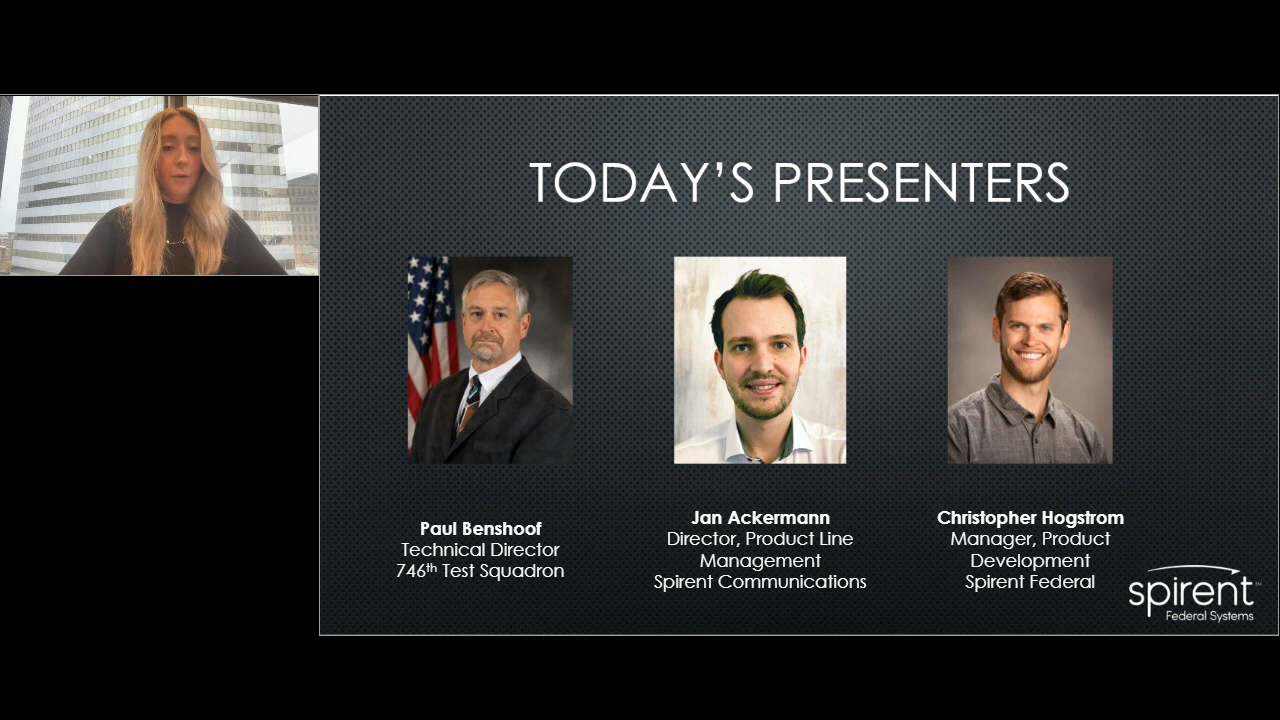 TODAY’S PRESENTERS
Paul Benshoof
Technical Director
746th Test Squadron
Jan Ackermann
Director, Product Line
Management
Spirent Communications
Christopher Hogstrom
Manager, Product
Development
Spirent Federal
spirent™
Federal Systems